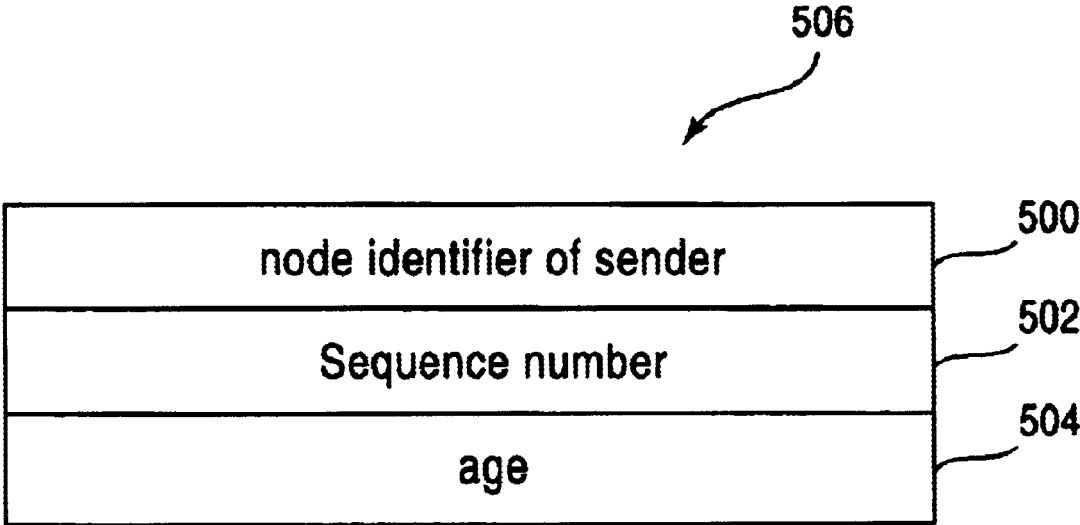 506
node identifier of sender
500
Sequence number
502
age
504